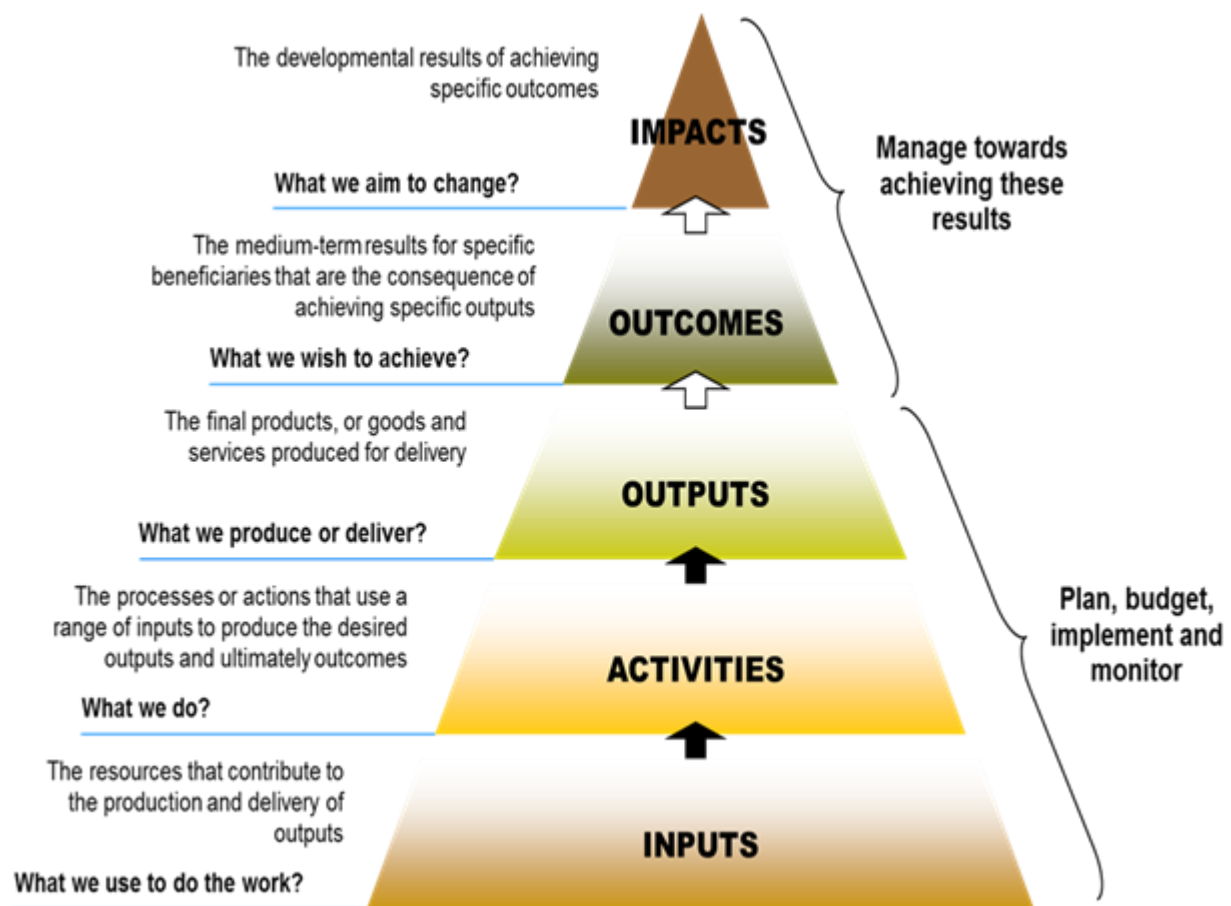 The developmental results of achieving
specific outcomes
IMPACTS
What we aim to change?
Manage towards
achieving these
results
The medium-term results for specific
beneficiaries that are the consequence of
achieving specific outputs
OUTCOMES
What we wish to achieve?
The final products, or goods and
services produced for delivery
OUTPUTS
What we produce or deliver?
The processes or actions that use a
range of inputs to produce the desired
outputs and ultimately outcomes
ACTIVITIES
What we do?
Plan, budget,
implement and
monitor
The resources that contribute to
the production and delivery of
outputs
INPUTS
What we use to do the work?